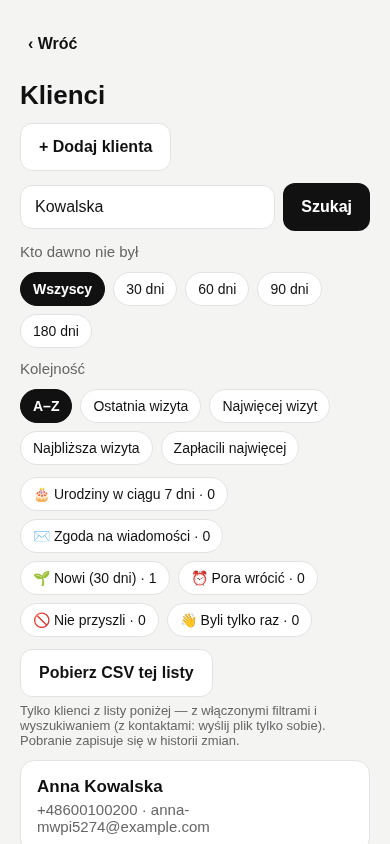 ‹ Wróć
Klienci
+ Dodaj klienta
Kowalska Szukaj
Kto dawno nie był
Wszyscy 30 dni 60 dni 90 dni
180 dni
Kolejność
A–Z Ostatnia wizyta Najwięcej wizyt
Najbliższa wizyta Zapłacili najwięcej
🎂 Urodziny w ciągu 7 dni · 0
✉️ Zgoda na wiadomości · 0
🌱 Nowi (30 dni) · 1 ⏰ Pora wrócić · 0
🚫 Nie przyszli · 0 👋 Byli tylko raz · 0
Pobierz CSV tej listy
Tylko klienci z listy poniżej — z włączonymi filtrami i
wyszukiwaniem (z kontaktami: wyślij plik tylko sobie).
Pobranie zapisuje się w historii zmian.
Anna Kowalska
+48600100200 · anna-
mwpi5274@example.com